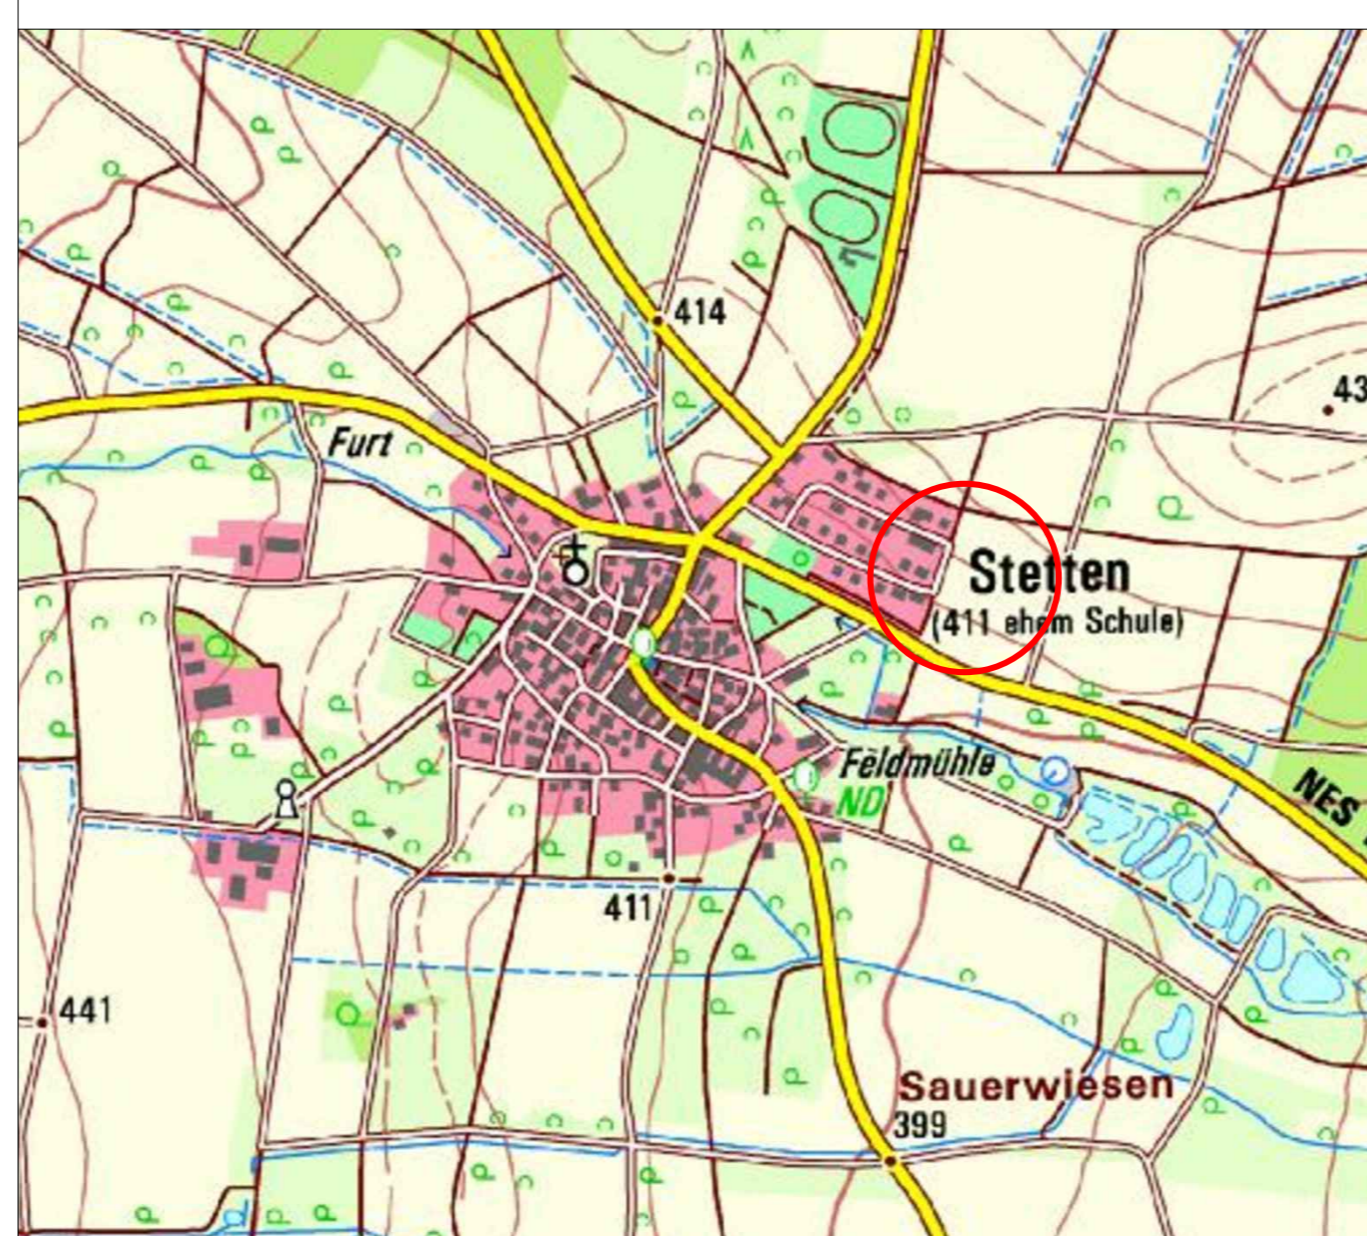 414
43
Furt
Stetten
(411 ehem Schule)
Feldmühle
ND
NES
411
441
Sauerwiesen
399